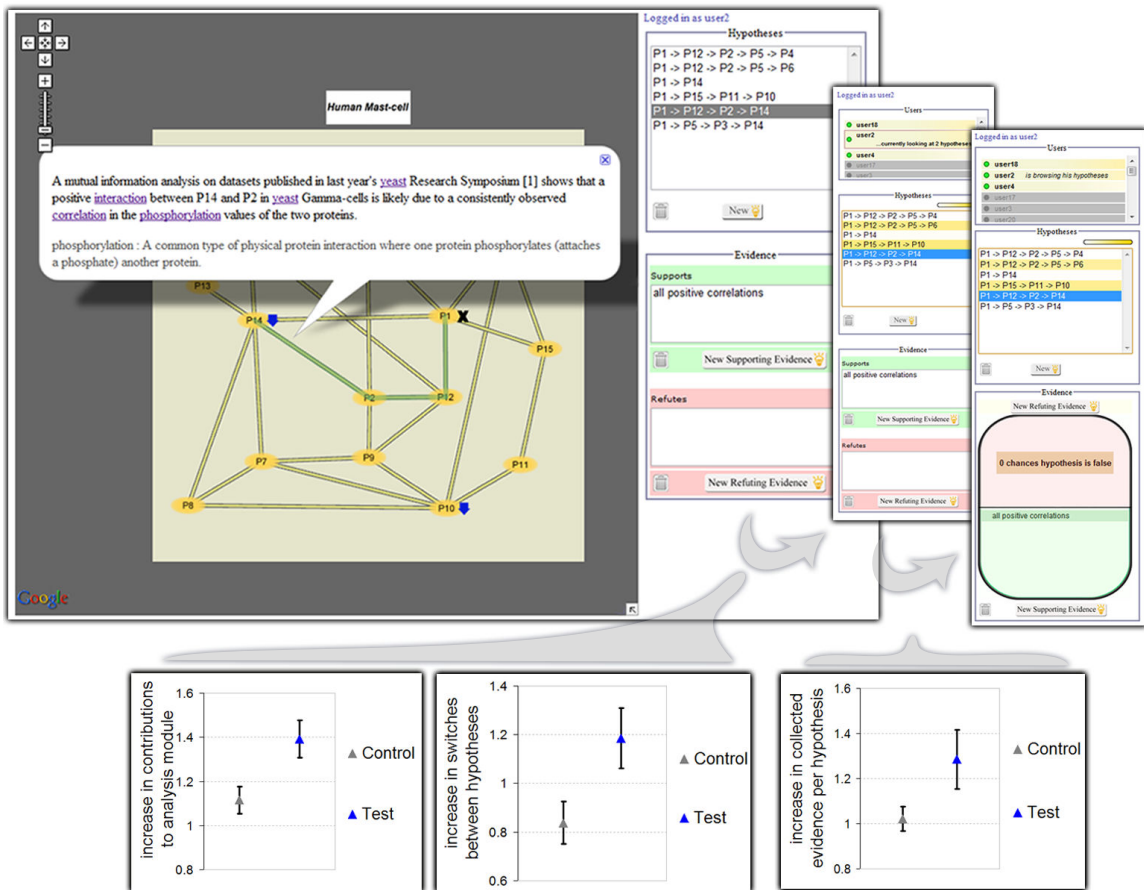 Human Mast-cell
A mutual information analysis on datasets published in last year's yeast Research Symposium [1] shows that a
positive interaction between P14 and P2 in yeast Gamma-cells is likely due to a consistently observed
correlation in the phosphorylation values of the two proteins.
phosphorylation : A common type of physical protein interaction where one protein phosphorylates (attaches
a phosphate) another protein.
P13
P14
P1
X
P15
P2
P12
P7
P9
P11
P8
P10
Google
Logged in as user2
Hypotheses
P1 -> P12 -> P2 -> P5 -> P4
P1 -> P12 -> P2 -> P5 -> P6
P1 -> P14
P1 -> P15 -> P11 -> P10
P1 -> P12 -> P2 -> P14
P1 -> P5 -> P3 -> P14
New
Evidence
Supports
all positive correlations
New Supporting Evidence
Refutes
New Refuting Evidence
Logged in as user2
Users
user18
user2
...currently looking at 2 hypotheses
user4
user17
user3
Hypotheses
P1 -> P12 -> P2 -> P5 -> P4
P1 -> P12 -> P2 -> P5 -> P6
P1 -> P14
P1 -> P15 -> P11 -> P10
P1 -> P12 -> P2 -> P14
P1 -> P5 -> P3 -> P14
New
Evidence
Supports
all positive correlations
New Supporting Evidence
Refutes
New Refuting Evidence
Logged in as user2
Users
user18
user2 is browsing his hypotheses
user4
user17
user3
user20
Hypotheses
P1 -> P12 -> P2 -> P5 -> P4
P1 -> P12 -> P2 -> P5 -> P6
P1 -> P14
P1 -> P15 -> P11 -> P10
P1 -> P12 -> P2 -> P14
P1 -> P5 -> P3 -> P14
New
Evidence
New Refuting Evidence
0 chances hypothesis is false
all positive correlations
New Supporting Evidence
increase in contributions
to analysis module
1.6
1.4
1.2
1
0.8
Control
Test
increase in switches
between hypotheses
1.4
1.2
1
0.8
0.6
Control
Test
increase in collected
evidence per hypothesis
1.6
1.4
1.2
1
0.8
Control
Test